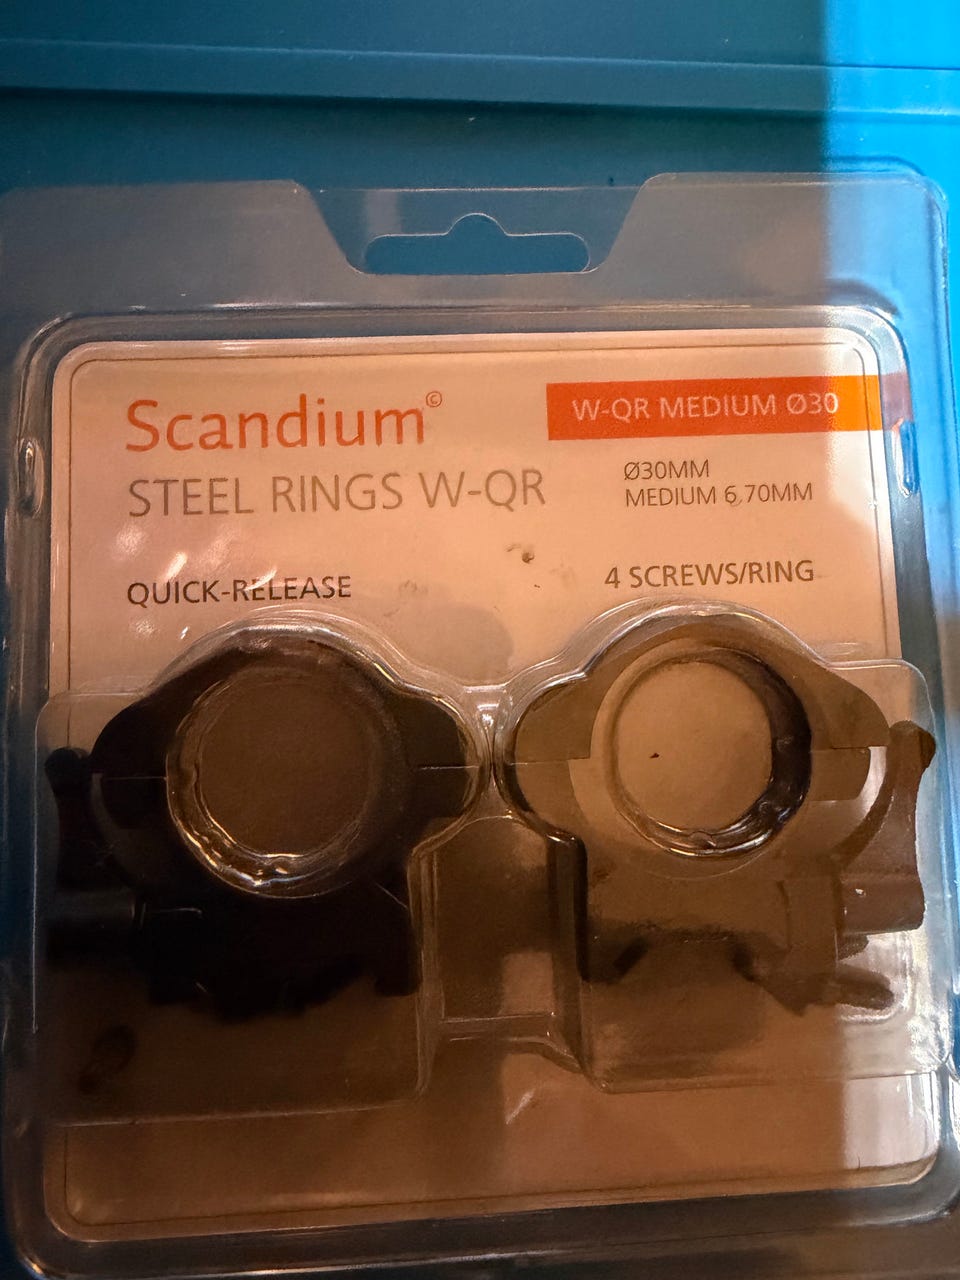 Scandium©
W-QR MEDIUM Ø30
STEEL RINGS W-QR
Ø30MM
MEDIUM 6,70MM
QUICK-RELEASE
4 SCREWS/RING